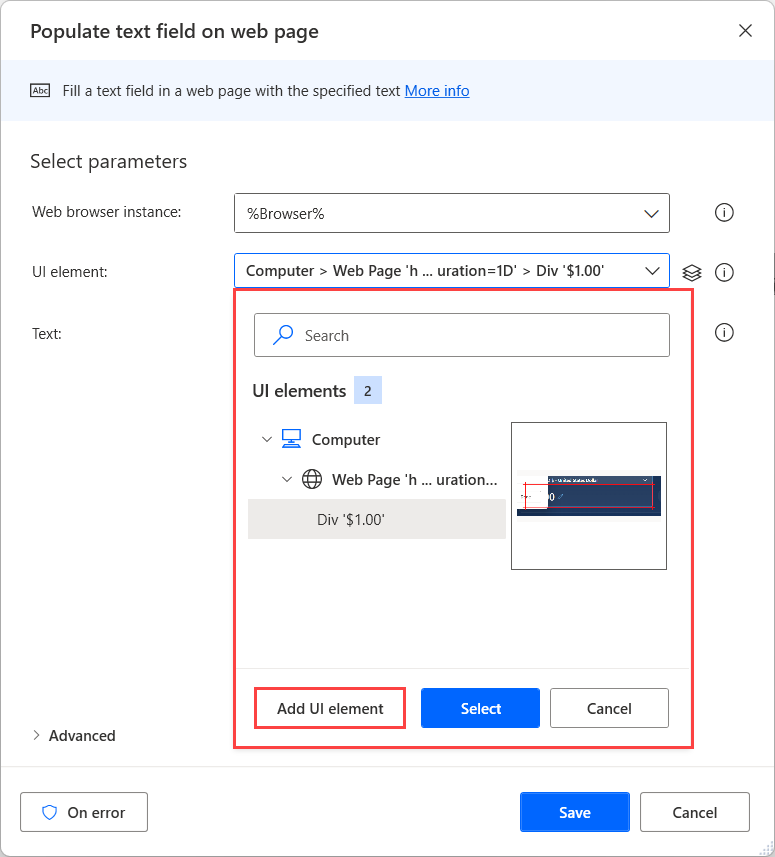 Populate text field on web page
Abc Fill a text field in a web page with the specified text More info
Select parameters
Web browser instance: %Browser%
UI element: Computer > Web Page 'h ... uration=1D' > Div '$1.00'
Text:
Search
UI elements 2
Computer
Web Page 'h ... uration...
- United States Dollar
Div '$1.00'
Add UI element Select Cancel
Advanced
On error Save Cancel